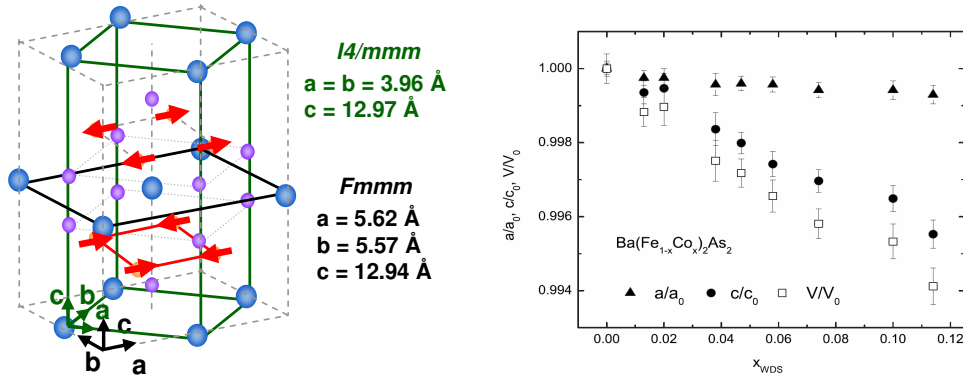 I4/mmm
a = b = 3.96 Å
c = 12.97 Å
Fmmm
a = 5.62 Å
b = 5.57 Å
c = 12.94 Å
c
b
a
c
b
a
a/a₀, c/c₀, V/V₀
1.000
0.998
0.996
0.994
Ba(Fe₁₋ₓCoₓ)₂As₂
a/a₀ c/c₀ V/V₀
0.00 0.02 0.04 0.06 0.08 0.10 0.12
x_WDS